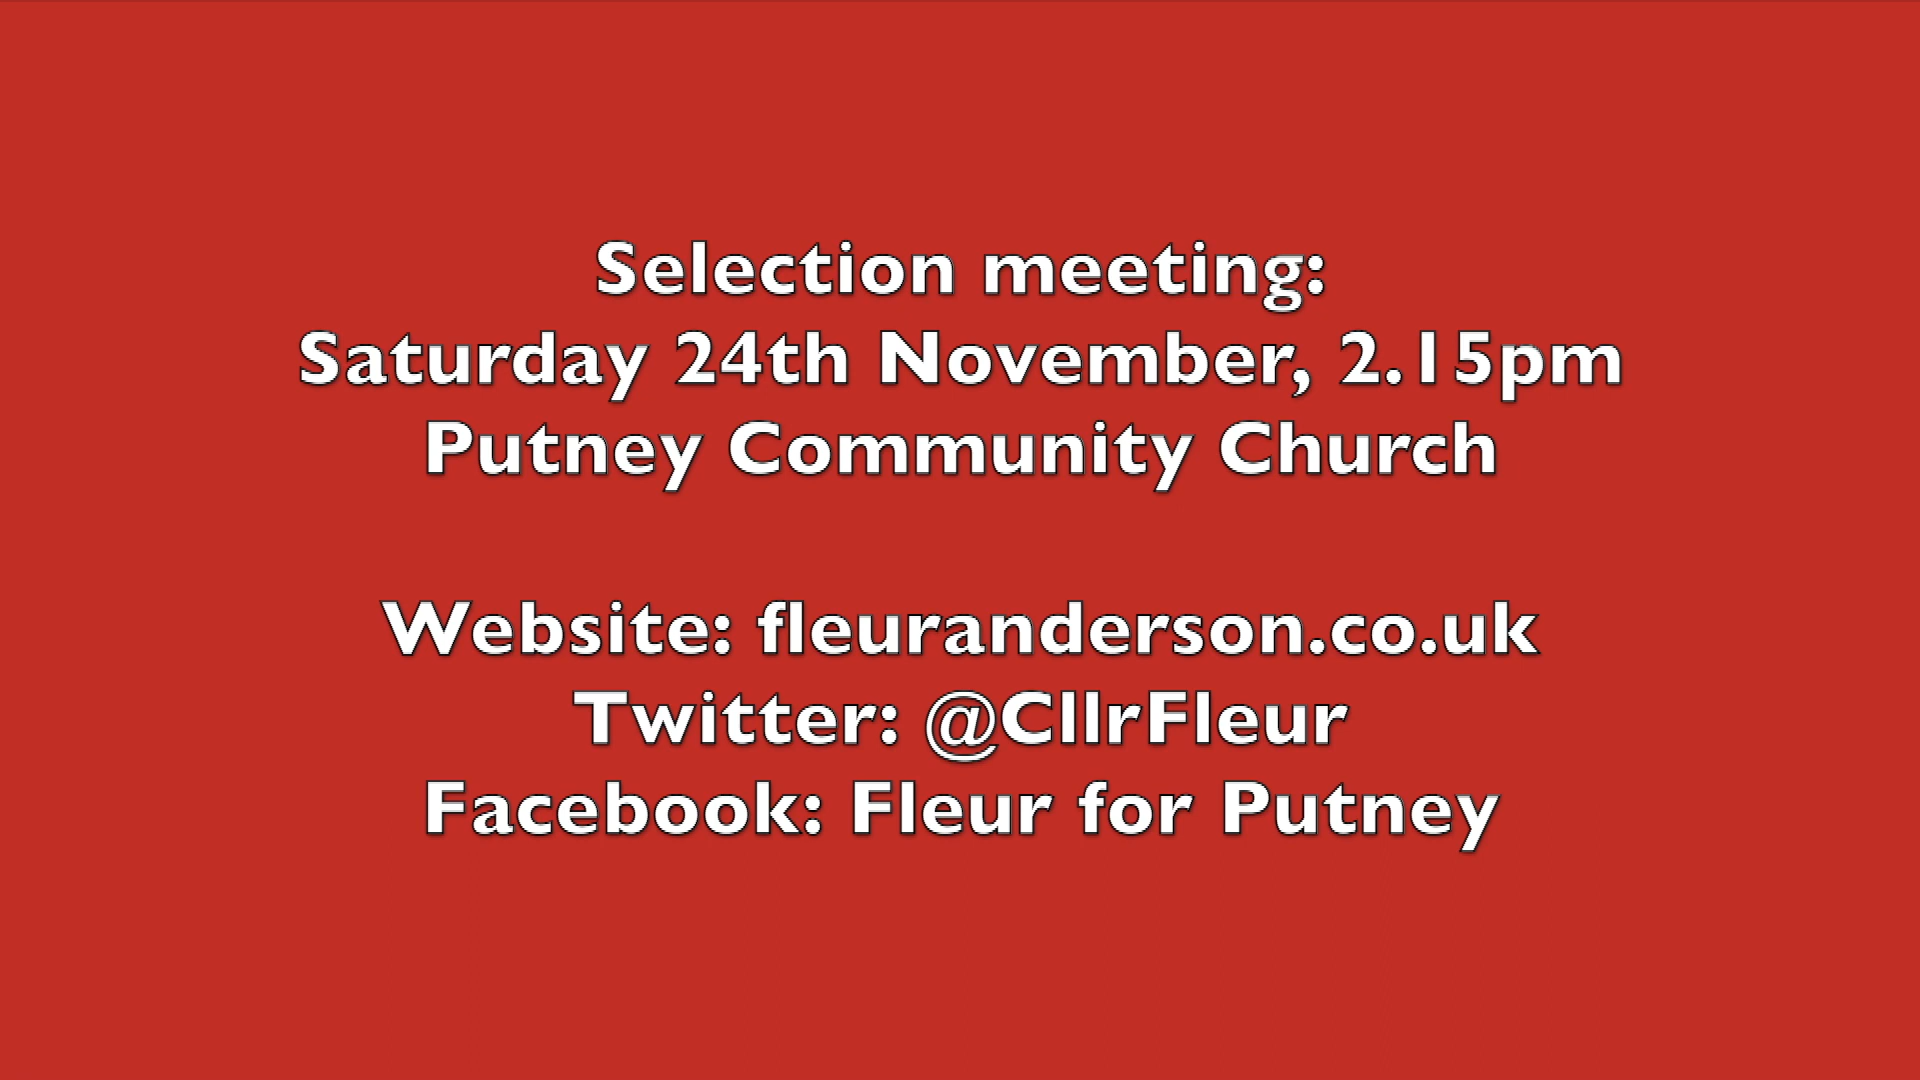 Selection meeting:
Saturday 24th November, 2.15pm
Putney Community Church
Website: fleuranderson.co.uk
Twitter: @CllrFleur
Facebook: Fleur for Putney